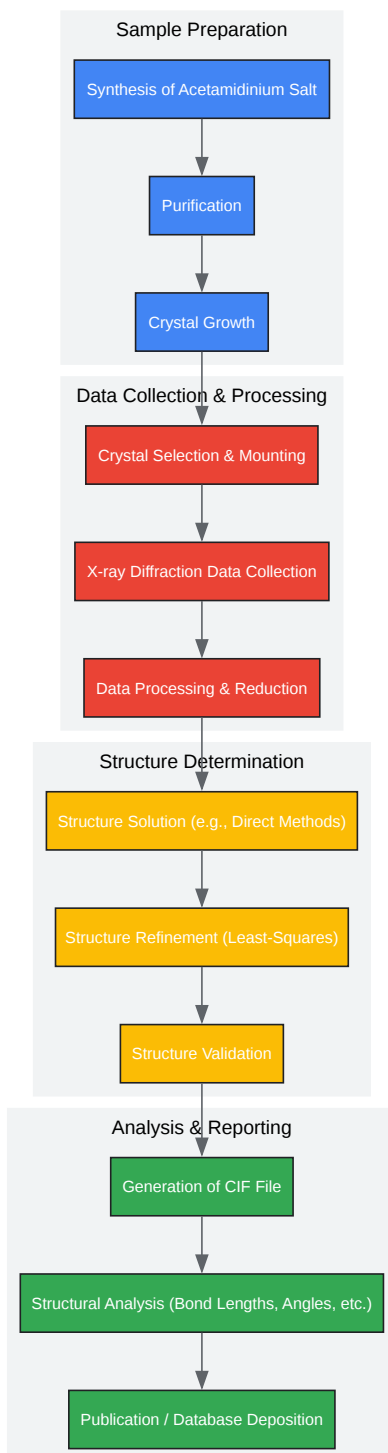 Sample Preparation
Synthesis of Acetamidinium Salt
Purification
Crystal Growth
Data Collection & Processing
Crystal Selection & Mounting
X-ray Diffraction Data Collection
Data Processing & Reduction
Structure Determination
Structure Solution (e.g., Direct Methods)
Structure Refinement (Least-Squares)
Structure Validation
Analysis & Reporting
Generation of CIF File
Structural Analysis (Bond Lengths, Angles, etc.)
Publication / Database Deposition